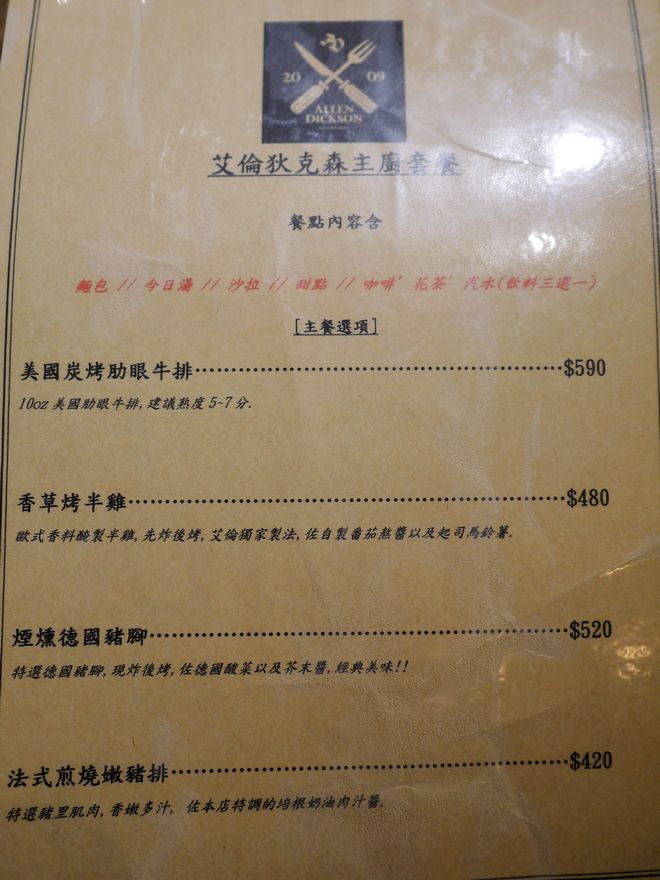 20 09
ALLEN
DICKSON
艾倫狄克森主廚套餐
餐點內容含
麵包 // 今日湯 // 沙拉 // 甜點 // 咖啡’花茶’汽水(飲料三選一)
[主餐選項]
美國炭烤肋眼牛排……………………………………………$590
10oz 美國肋眼牛排,建議熟度 5~7 分.
香草烤半雞……………………………………………………$480
歐式香料醃製半雞,先炸後烤,艾倫獨家製法,佐自製番茄熬醬以及起司馬鈴薯.
煙燻德國豬腳…………………………………………………$520
特選德國豬腳,現炸後烤,佐德國酸菜以及芥末醬,經典美味!!
法式煎燒嫩豬排………………………………………………$420
特選豬里肌肉,香嫩多汁, 佐本店特調的培根奶油肉汁醬.